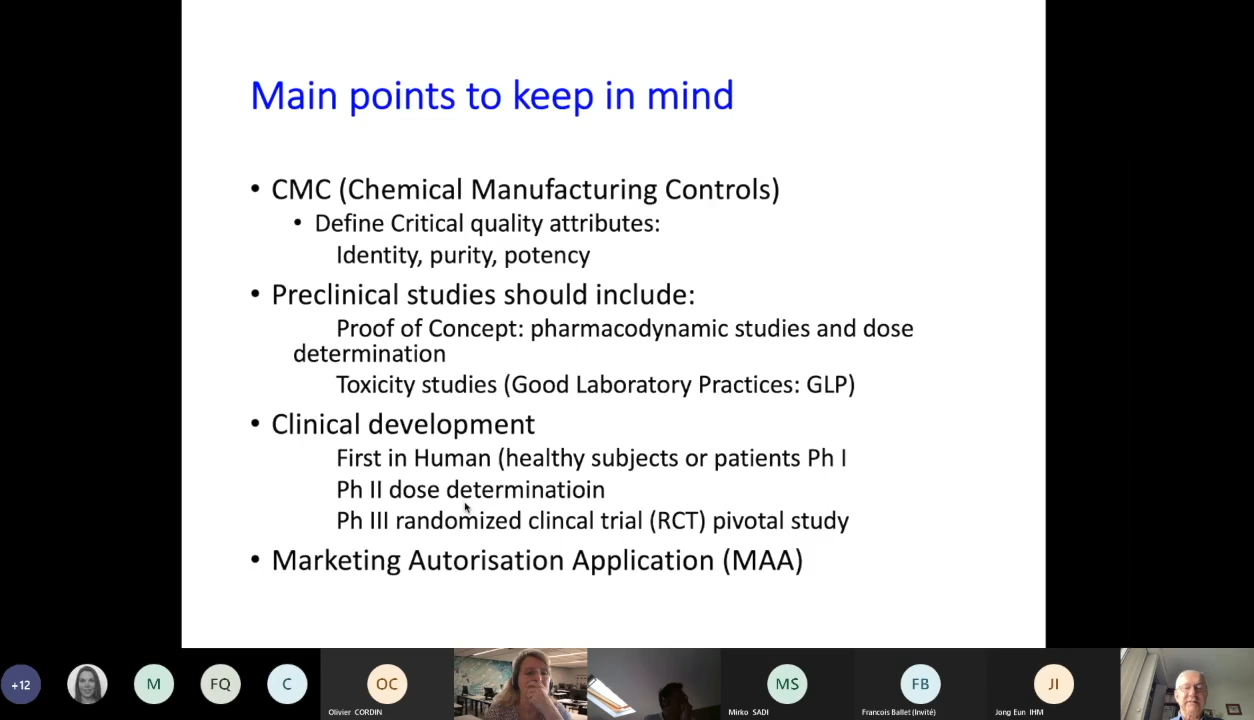 Main points to keep in mind
• CMC (Chemical Manufacturing Controls)
• Define Critical quality attributes:
Identity, purity, potency
• Preclinical studies should include:
Proof of Concept: pharmacodynamic studies and dose
determination
Toxicity studies (Good Laboratory Practices: GLP)
• Clinical development
First in Human (healthy subjects or patients Ph I
Ph II dose determinatioin
Ph III randomized clincal trial (RCT) pivotal study
• Marketing Autorisation Application (MAA)
+12
M
FQ
C
OC
MS
FB
JI
Olivier CORDIN
Mirko SADI
Francois Ballet (Invité)
Jong Eun IHM